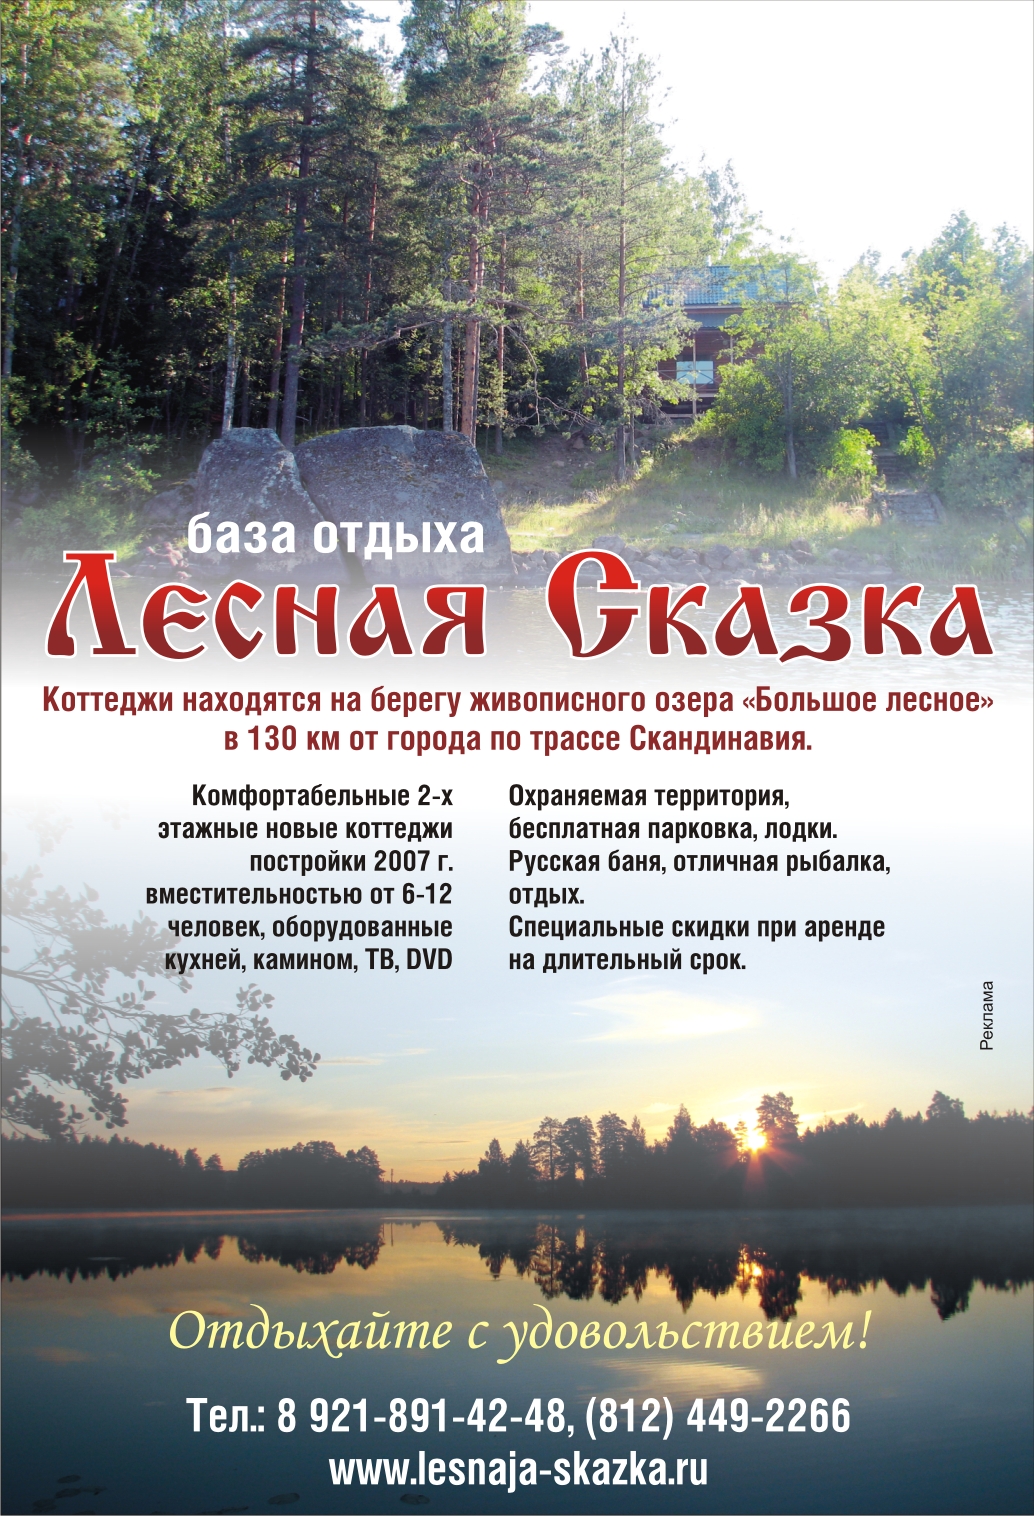 база отдыха
Лесная Сказка
Коттеджи находятся на берегу живописного озера «Большое лесное»
в 130 км от города по трассе Скандинавия.
Комфортабельные 2-х
этажные новые коттеджи
постройки 2007 г.
вместительностью от 6-12
человек, оборудованные
кухней, камином, ТВ, DVD
Охраняемая территория,
бесплатная парковка, лодки.
Русская баня, отличная рыбалка,
отдых.
Специальные скидки при аренде
на длительный срок.
Реклама
Отдыхайте с удовольствием!
Тел.: 8 921-891-42-48, (812) 449-2266
www.lesnaja-skazka.ru